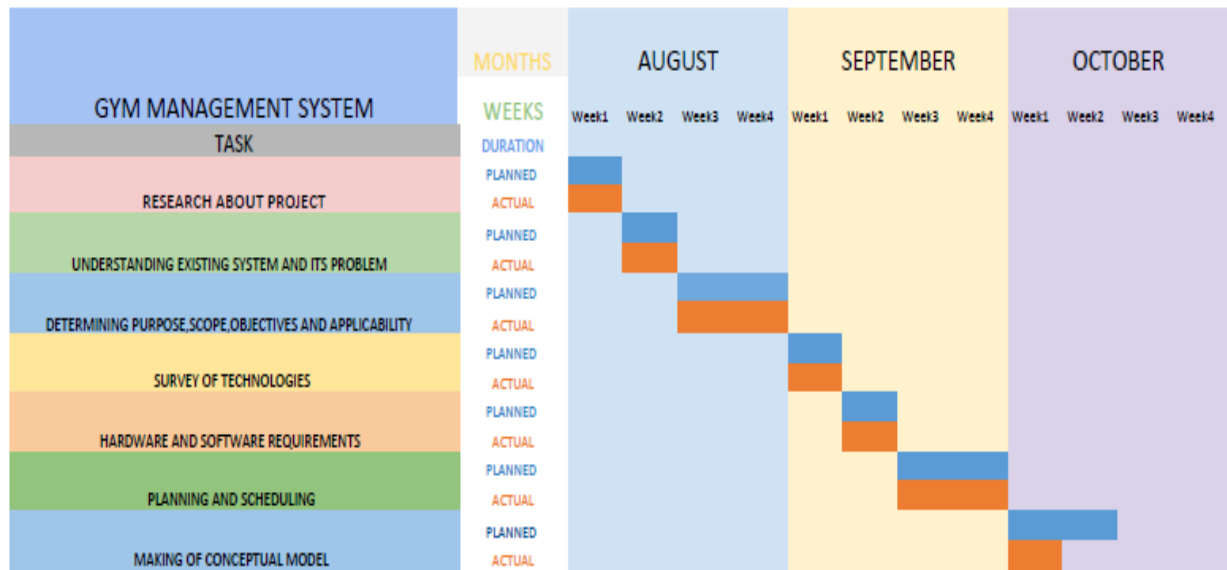 MONTHS AUGUST SEPTEMBER OCTOBER
GYM MANAGEMENT SYSTEM WEEKS Week1 Week2 Week3 Week4 Week1 Week2 Week3 Week4 Week1 Week2 Week3 Week4
TASK DURATION
PLANNED
RESEARCH ABOUT PROJECT ACTUAL
PLANNED
UNDERSTANDING EXISTING SYSTEM AND ITS PROBLEM ACTUAL
PLANNED
DETERMINING PURPOSE,SCOPE,OBJECTIVES AND APPLICABILITY ACTUAL
PLANNED
SURVEY OF TECHNOLOGIES ACTUAL
PLANNED
HARDWARE AND SOFTWARE REQUIREMENTS ACTUAL
PLANNED
PLANNING AND SCHEDULING ACTUAL
PLANNED
MAKING OF CONCEPTUAL MODEL ACTUAL